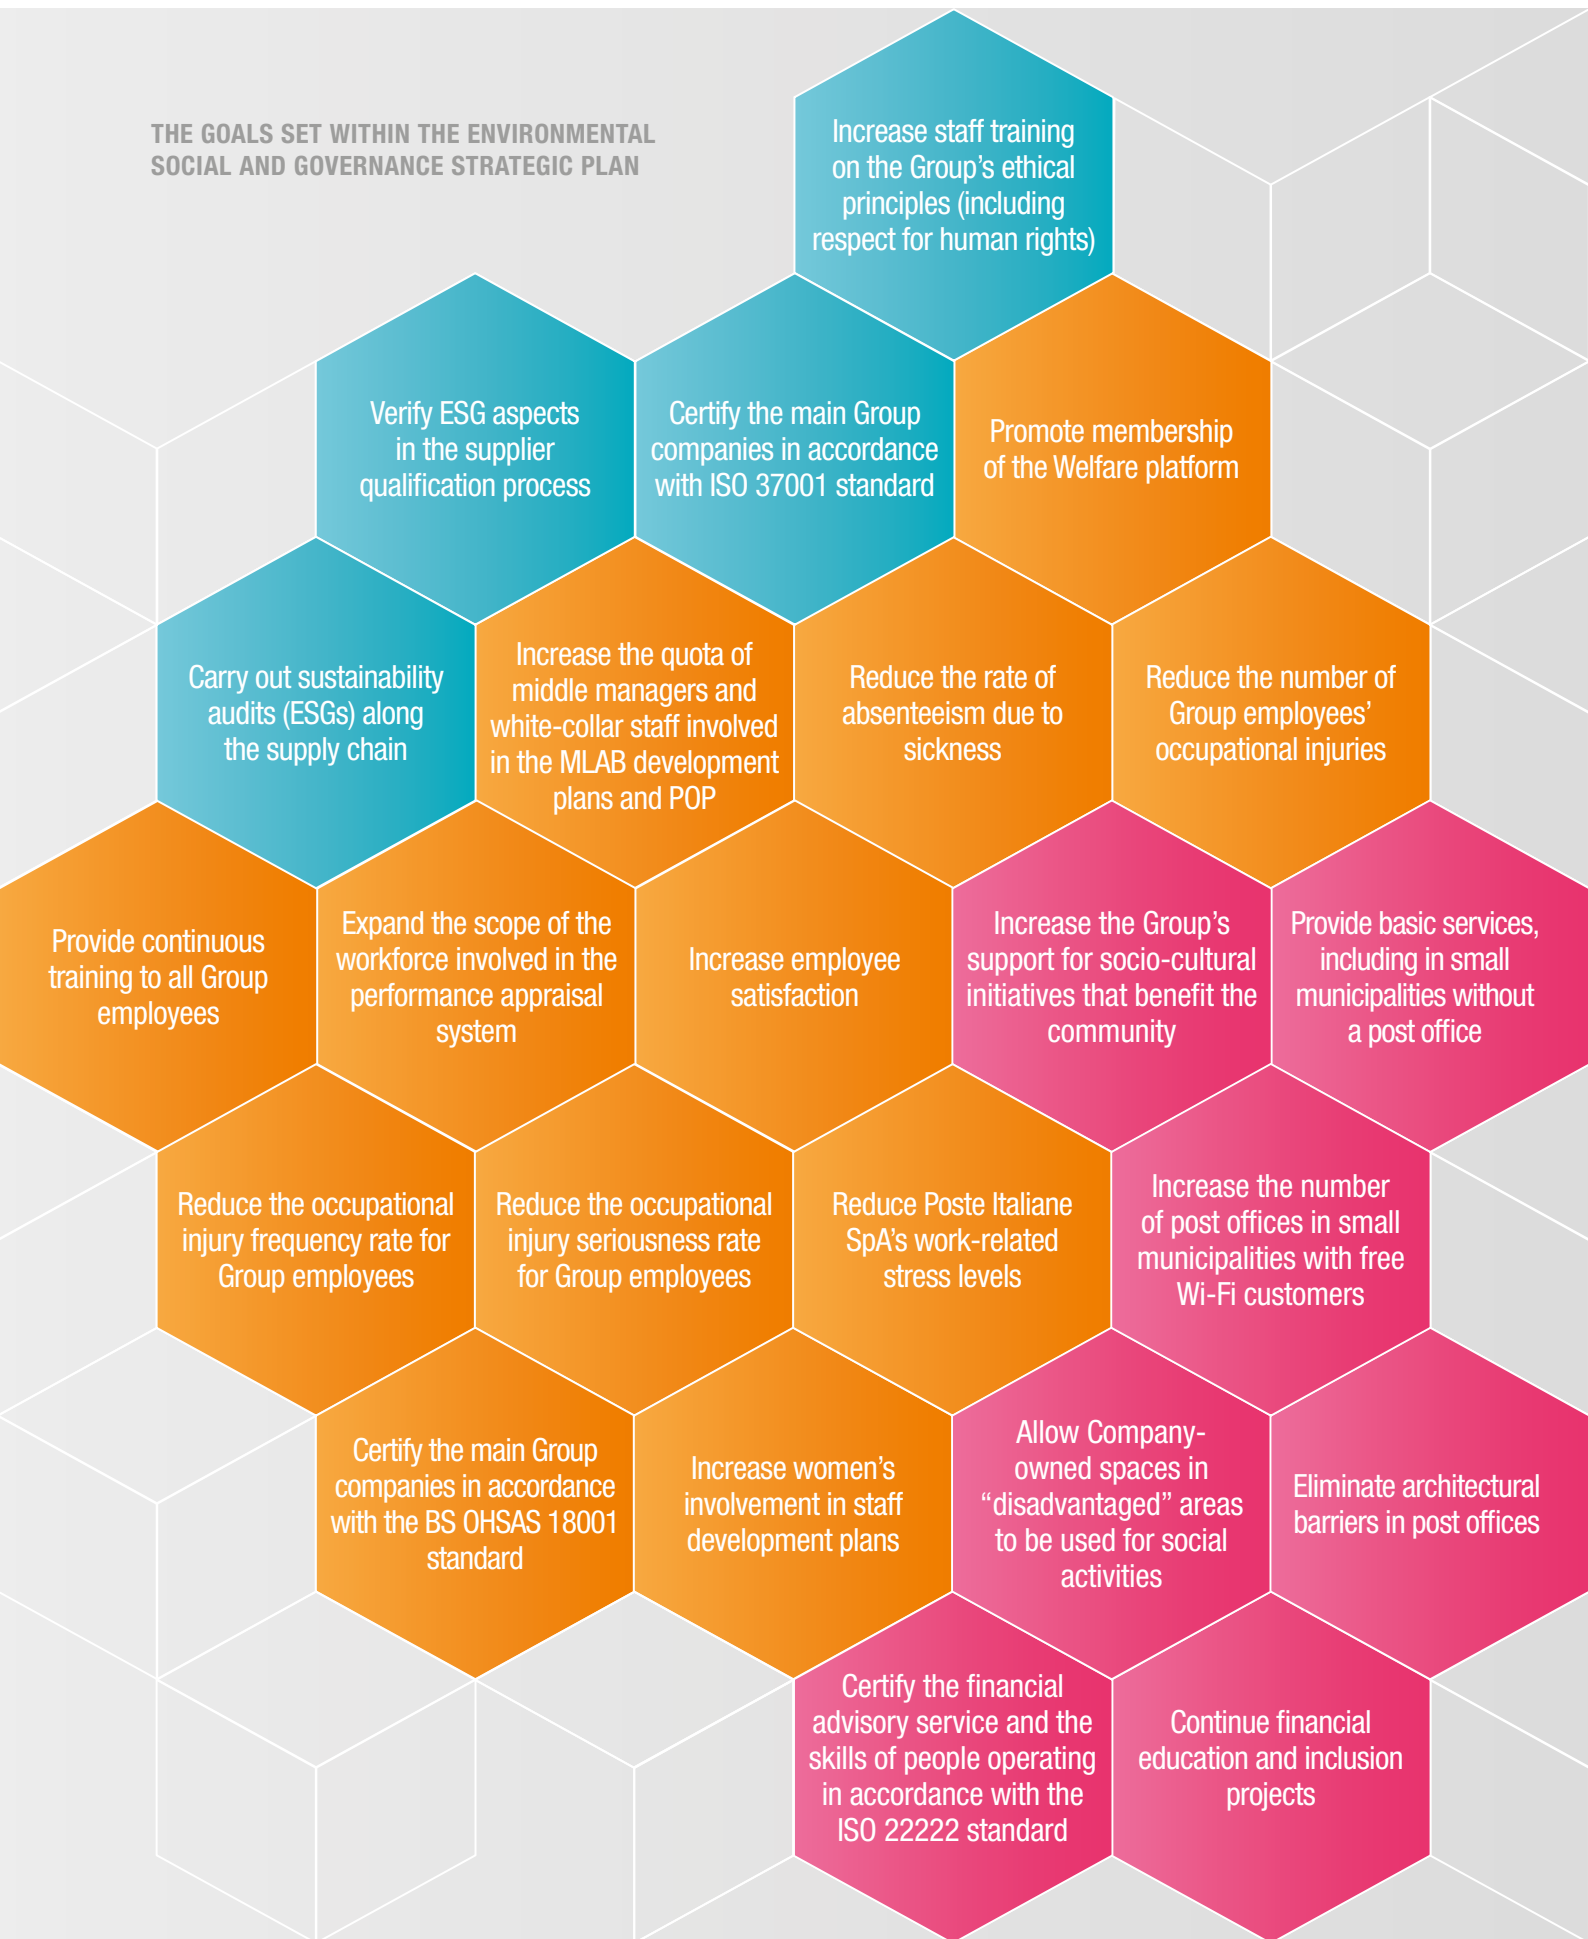 THE GOALS SET WITHIN THE ENVIRONMENTAL
SOCIAL AND GOVERNANCE STRATEGIC PLAN
Increase staff training
on the Group’s ethical
principles (including
respect for human rights)
Verify ESG aspects
in the supplier
qualification process
Certify the main Group
companies in accordance
with ISO 37001 standard
Promote membership
of the Welfare platform
Carry out sustainability
audits (ESGs) along
the supply chain
Increase the quota of
middle managers and
white-collar staff involved
in the MLAB development
plans and POP
Reduce the rate of
absenteeism due to
sickness
Reduce the number of
Group employees’
occupational injuries
Provide continuous
training to all Group
employees
Expand the scope of the
workforce involved in the
performance appraisal
system
Increase employee
satisfaction
Increase the Group’s
support for socio-cultural
initiatives that benefit the
community
Provide basic services,
including in small
municipalities without
a post office
Reduce the occupational
injury frequency rate for
Group employees
Reduce the occupational
injury seriousness rate
for Group employees
Reduce Poste Italiane
SpA’s work-related
stress levels
Increase the number
of post offices in small
municipalities with free
Wi-Fi customers
Certify the main Group
companies in accordance
with the BS OHSAS 18001
standard
Increase women’s
involvement in staff
development plans
Allow Company-
owned spaces in
“disadvantaged” areas
to be used for social
activities
Eliminate architectural
barriers in post offices
Certify the financial
advisory service and the
skills of people operating
in accordance with the
ISO 22222 standard
Continue financial
education and inclusion
projects